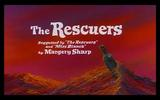 The Rescuers
Suggested by "The Rescuers"
and "Miss Bianca"
by Margery Sharp